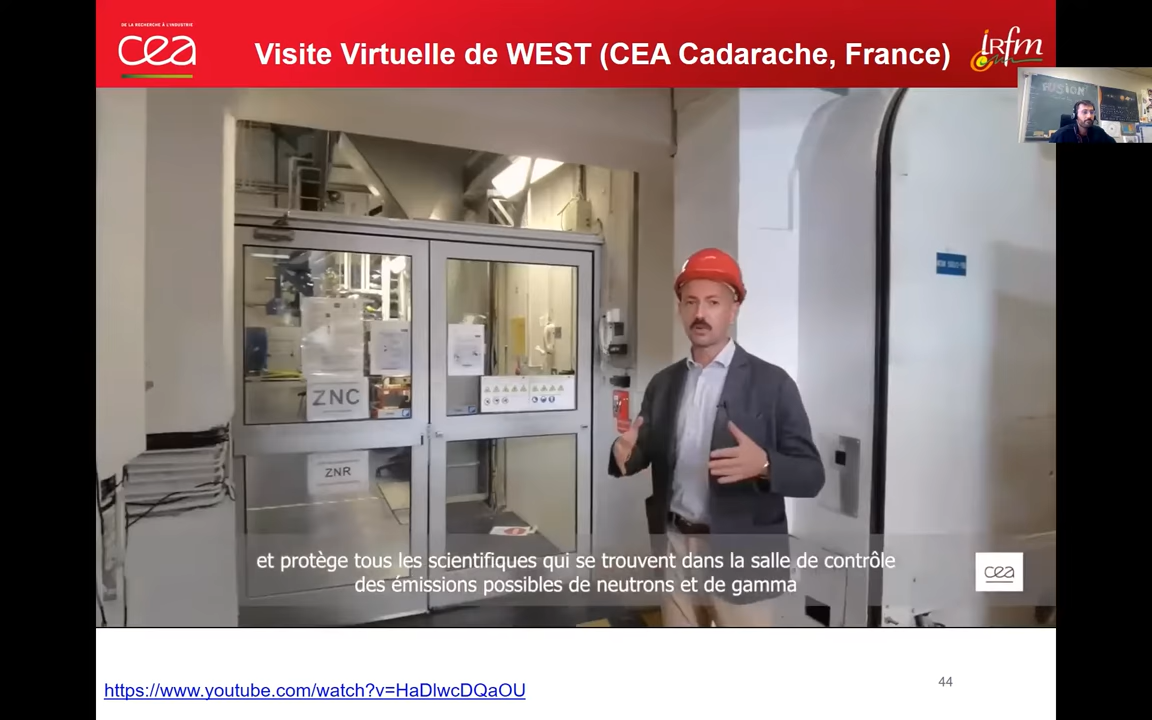 DE LA RECHERCHE À L'INDUSTRIE
cea
Visite Virtuelle de WEST (CEA Cadarache, France)
irfm
FUSION
ZNC
ZNR
et protège tous les scientifiques qui se trouvent dans la salle de contrôle
des émissions possibles de neutrons et de gamma
cea
https://www.youtube.com/watch?v=HaDlwcDQaOU
44